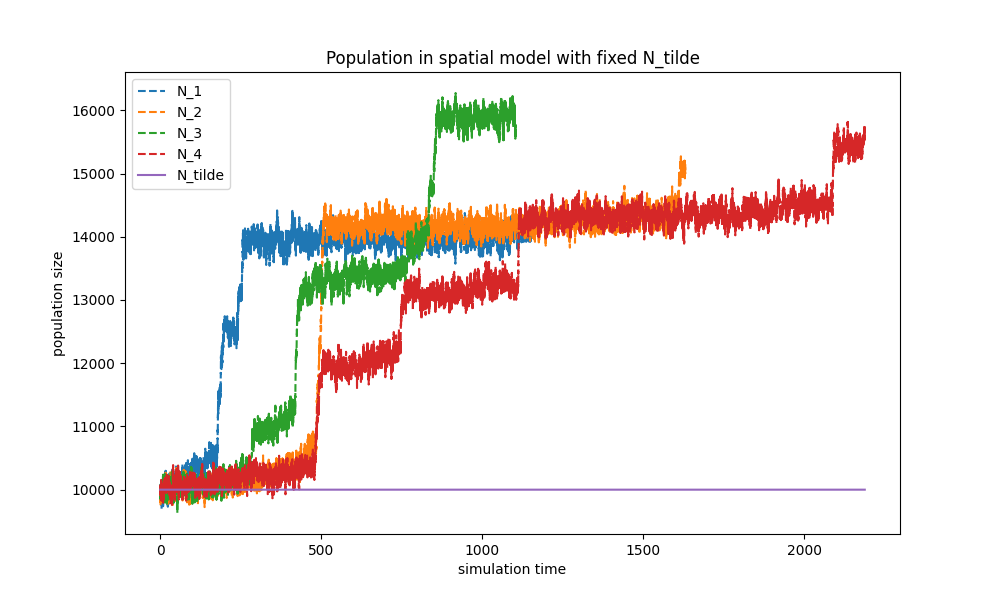 Population in spatial model with fixed N_tilde
N_1
N_2
N_3
N_4
N_tilde
population size
16000
15000
14000
13000
12000
11000
10000
0
500
1000
1500
2000
simulation time